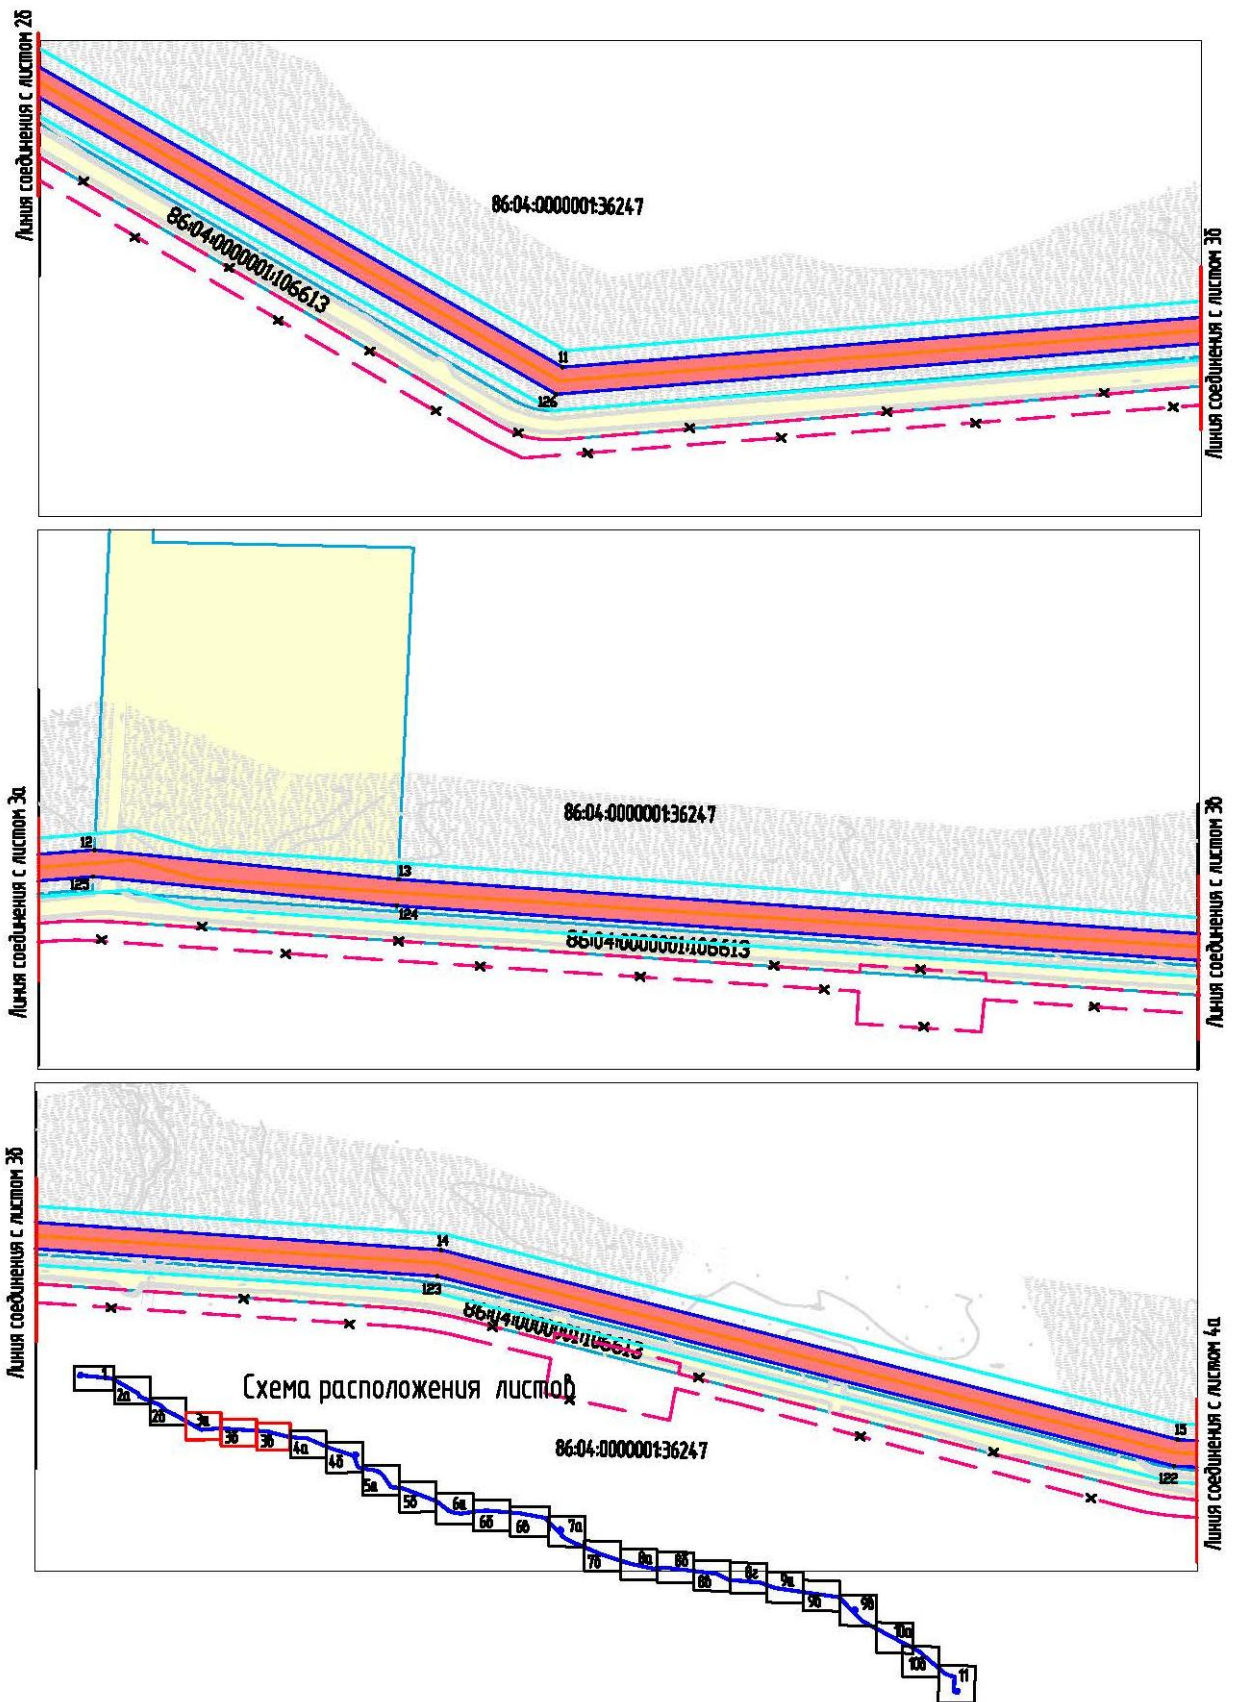 Линия соединения с листом 2б
86:04:0000001:36247
86:04:0000001:106613
11
126
Линия соединения с листом 3б
Линия соединения с листом 3а
86:04:0000001:36247
12
13
125
124
86:04:0000001:106613
Линия соединения с листом 3в
Линия соединения с листом 3б
14
123
86:04:0000001:106613
15
122
Линия соединения с листом 4а
Схема расположения листов
86:04:0000001:36247
1
2а
2б
3а
3б
3в
4а
4б
5а
5б
6а
6б
6в
7а
7б
8а
8б
8в
8г
9а
9б
9в
10а
10б
11